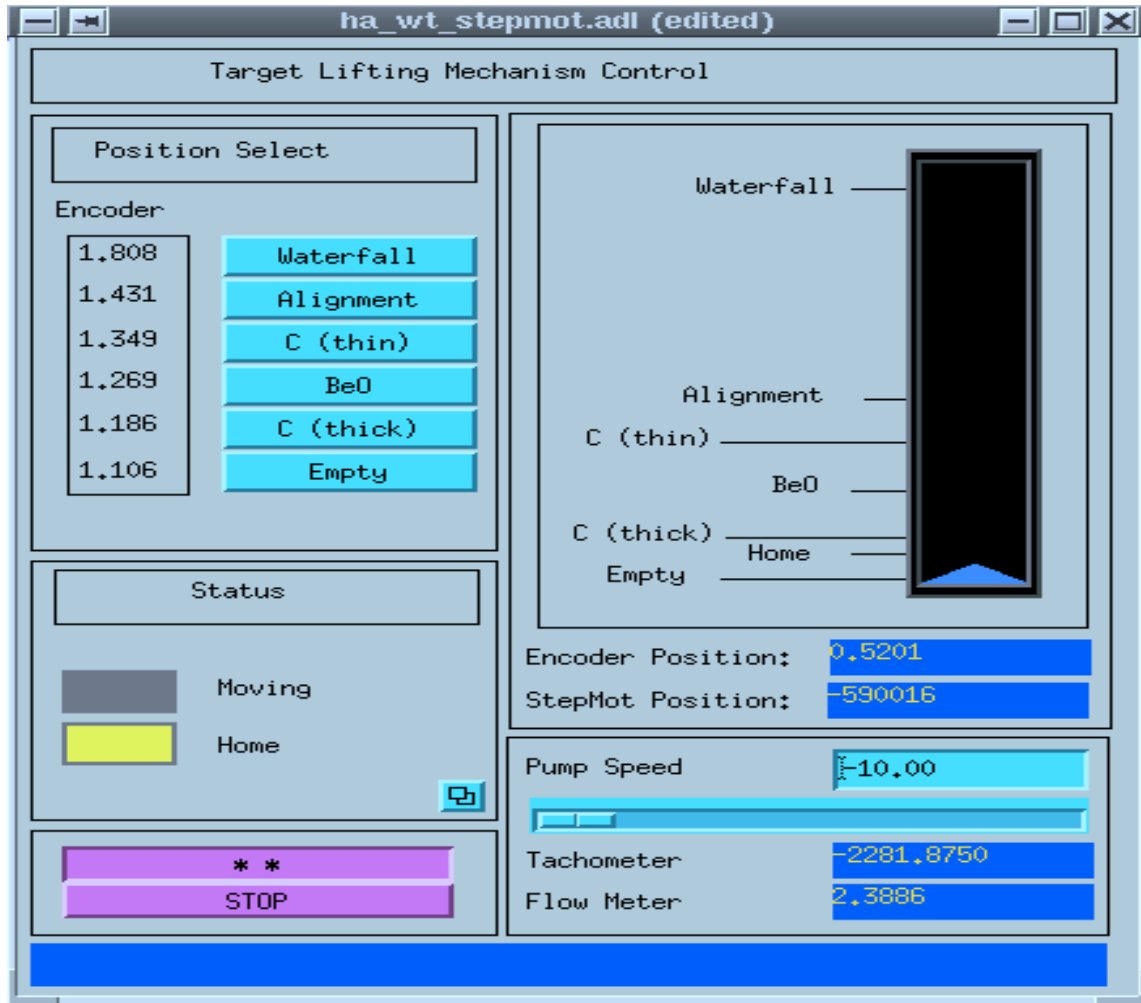 ha_wt_stepmot.adl (edited)
Target Lifting Mechanism Control
Position Select
Encoder
1.808 Waterfall
1.431 Alignment
1.349 C (thin)
1.269 BeO
1.186 C (thick)
1.106 Empty
Status
Moving
Home
* *
STOP
Waterfall
Alignment
C (thin)
BeO
C (thick)
Home
Empty
Encoder Position: 0.5201
StepMot Position: -590016
Pump Speed -10.00
Tachometer -2281.8750
Flow Meter 2.3886